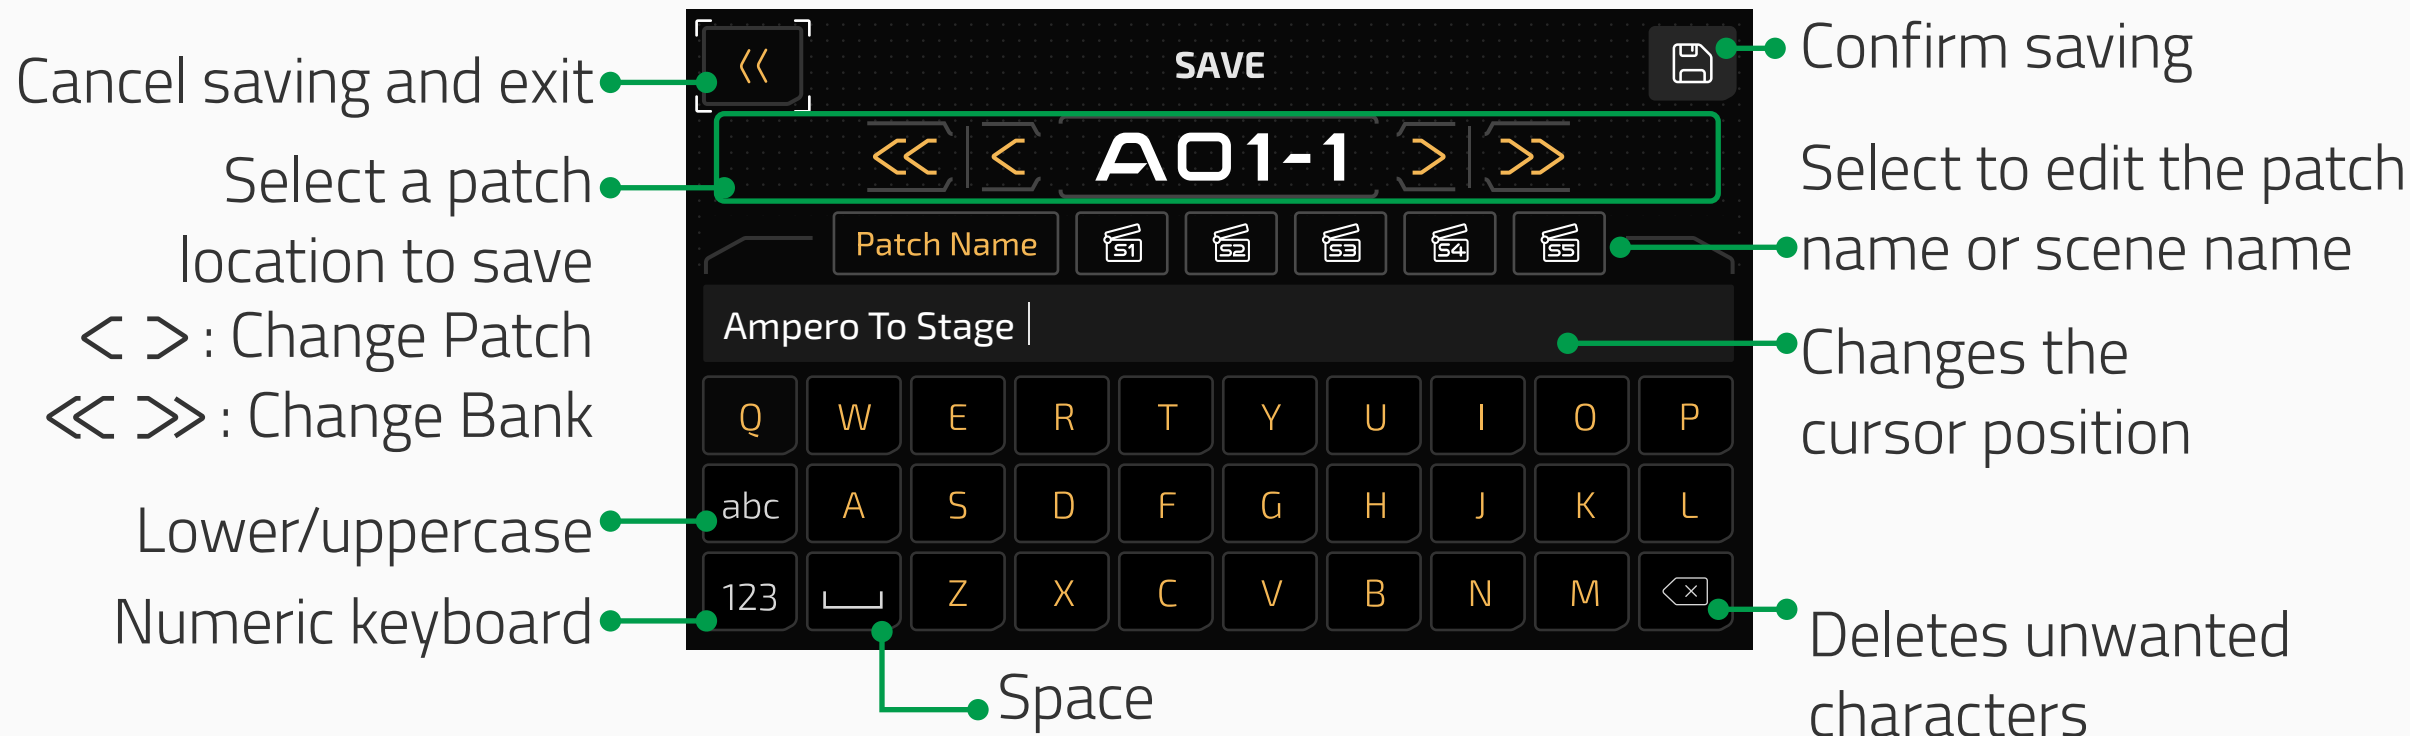 Cancel saving and exit
Select a patch
location to save
< > : Change Patch
<< >> : Change Bank
Lower/uppercase
Numeric keyboard
<< SAVE
<< < A01-1 > >>
Patch Name S1 S2 S3 S4 S5
Ampero To Stage
Q W E R T Y U I O P
abc A S D F G H J K L
123 Z X C V B N M
Space
Confirm saving
Select to edit the patch
name or scene name
Changes the
cursor position
Deletes unwanted
characters